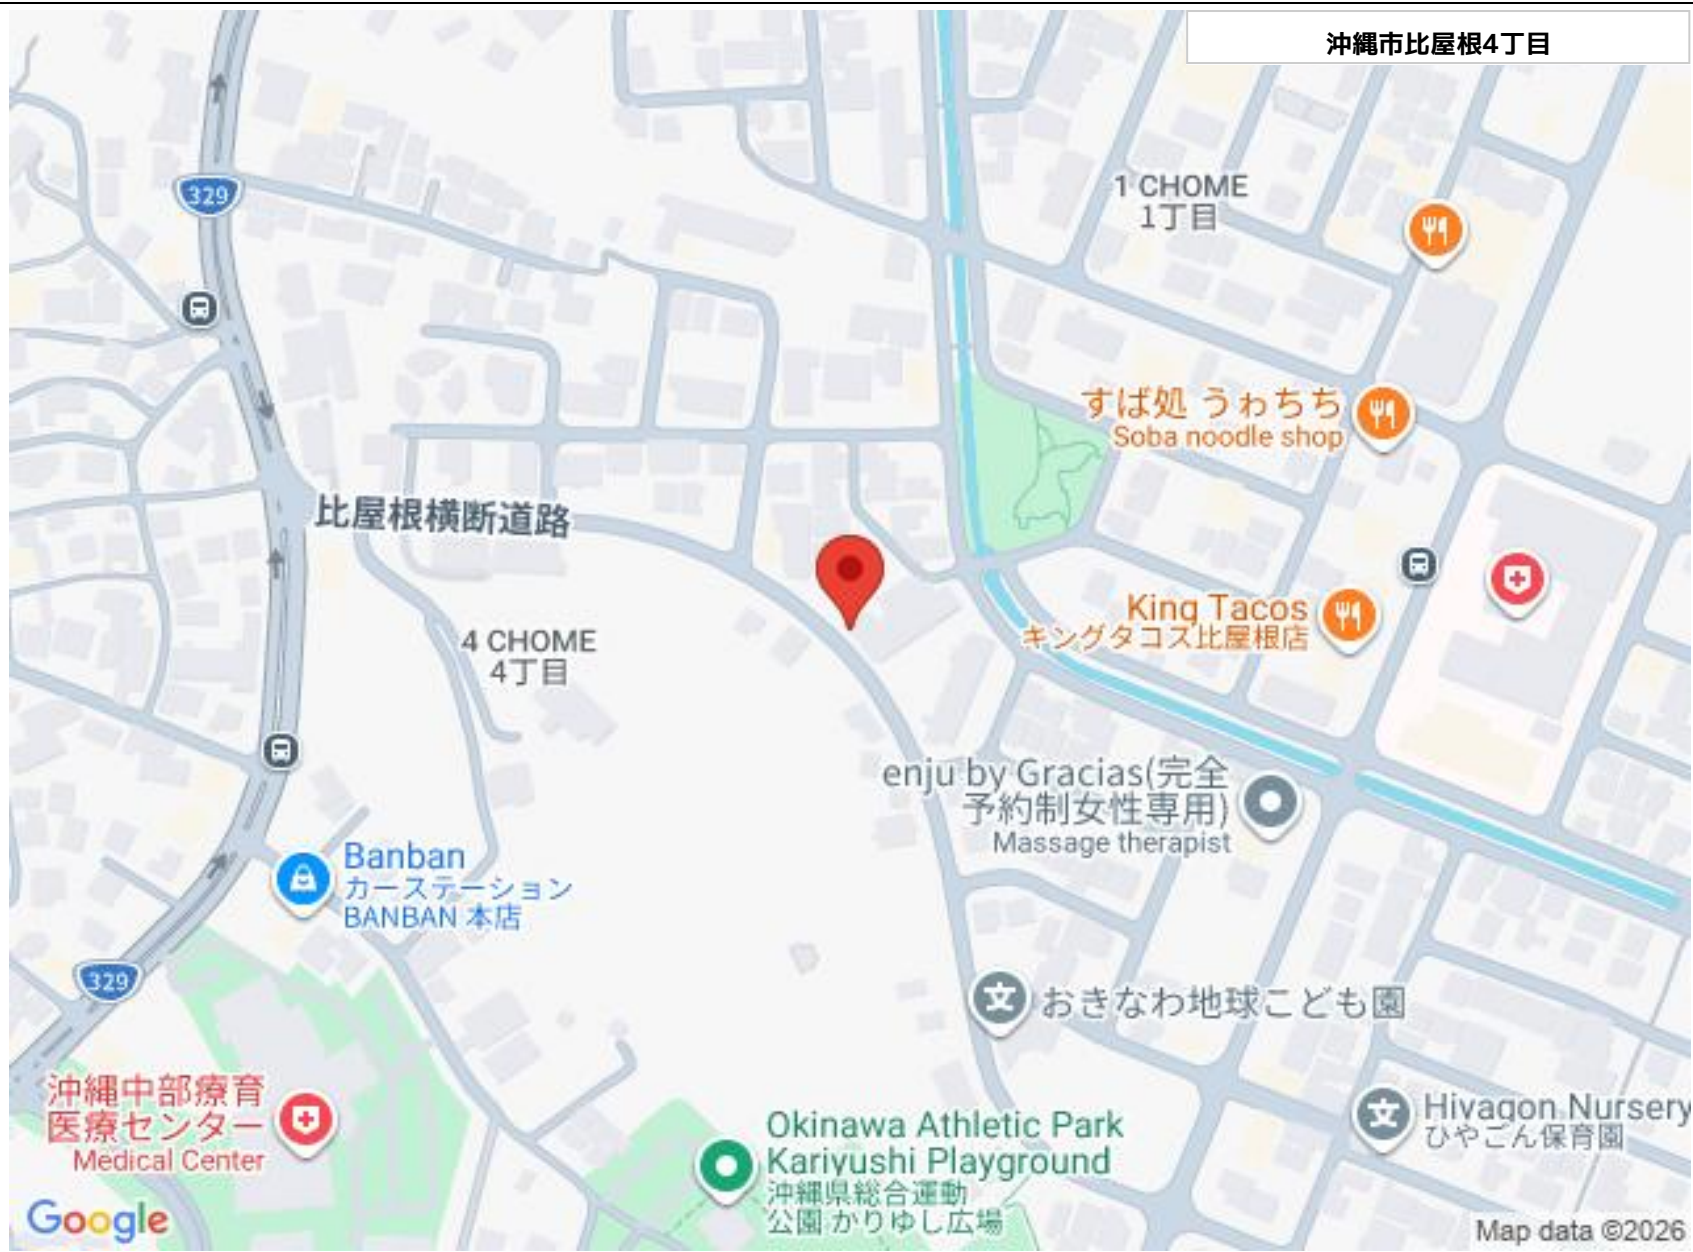 沖縄市比屋根4丁目
329
1 CHOME
1丁目
すば処 うゎちち
Soba noodle shop
比屋根横断道路
King Tacos
キングタコス比屋根店
4 CHOME
4丁目
enju by Gracias(完全
予約制女性専用)
Massage therapist
Banban
カーステーション
BANBAN 本店
329
おきなわ地球こども園
沖縄中部療育
医療センター
Medical Center
Okinawa Athletic Park
Kariyushi Playground
沖縄県総合運動
公園 かりゆし広場
Hiyagon Nursery
ひやごん保育園
Google
Map data ©2026